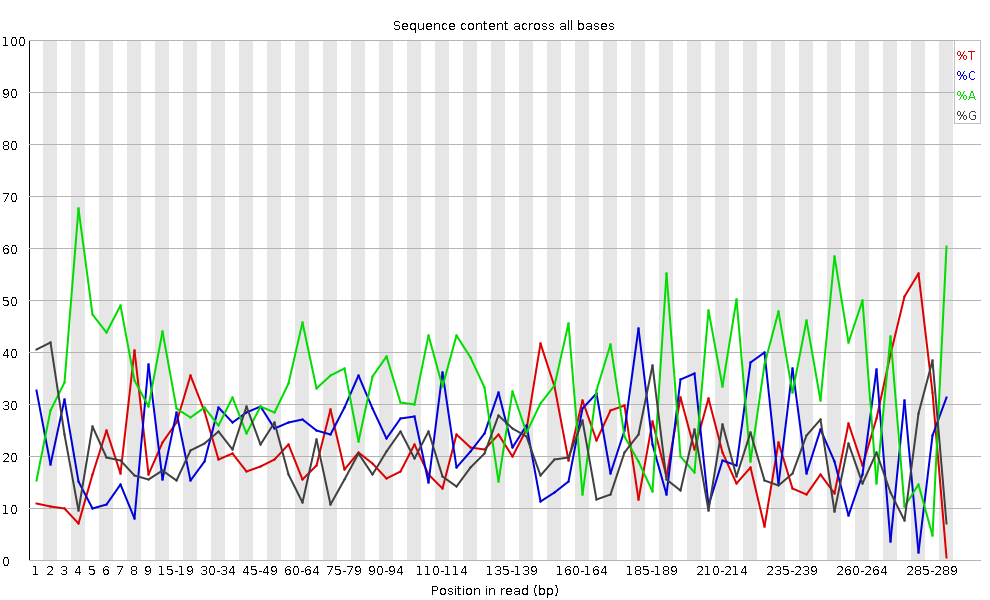 Sequence content across all bases
100
90
80
70
60
50
40
30
20
10
0
%T
%C
%A
%G
1 2 3 4 5 6 7 8 9 15-19 30-34 45-49 60-64 75-79 90-94 110-114 135-139 160-164 185-189 210-214 235-239 260-264 285-289
Position in read (bp)